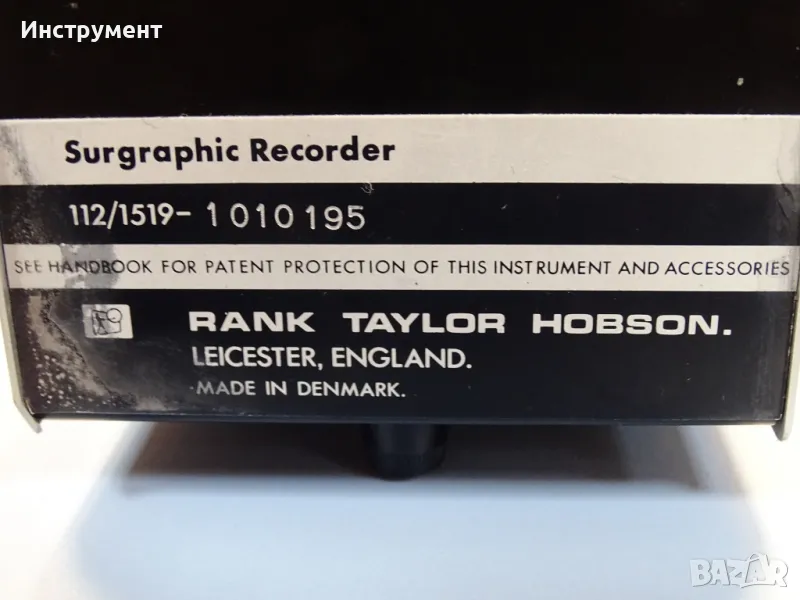 Инструмент
Surgraphic Recorder
112/1519- 1010195
SEE HANDBOOK FOR PATENT PROTECTION OF THIS INSTRUMENT AND ACCESSORIES
RANK TAYLOR HOBSON.
LEICESTER, ENGLAND.
MADE IN DENMARK.
BAZAR